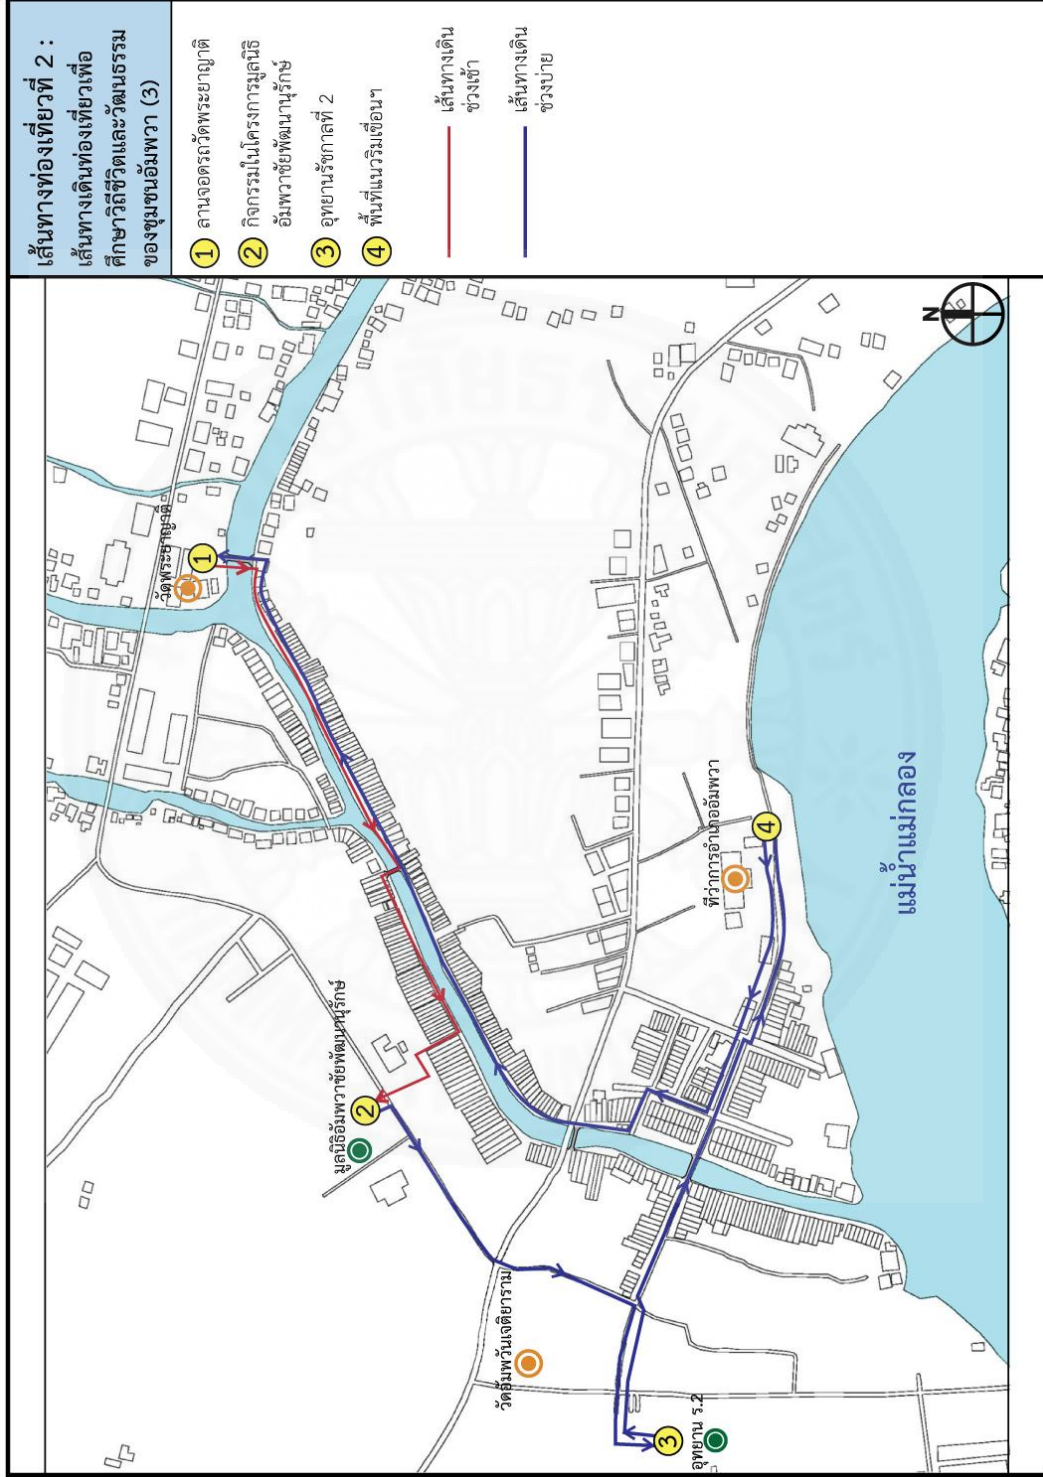 เส้นทางท่องเที่ยวที่ 2 :
เส้นทางเดินท่องเที่ยวเพื่อ
ศึกษาวิถีชีวิตและวัฒนธรรม
ของชุมชนอัมพวา (3)
1 ลานจอดรถวัดพระยาญาติ
2 กิจกรรมในโครงการมูลนิธิ
อัมพวาชัยพัฒนานุรักษ์
3 อุทยานรัชกาลที่ 2
4 พื้นที่แนวริมเขื่อนฯ
เส้นทางเดิน
ช่วงเช้า
เส้นทางเดิน
ช่วงบ่าย
วัดพระยาญาติ
1
มูลนิธิอัมพวาชัยพัฒนานุรักษ์
2
วัดอัมพวันเจติยาราม
3
อุทยาน ร.2
ที่ว่าการอำเภออัมพวา
4
แม่น้ำแม่กลอง
N